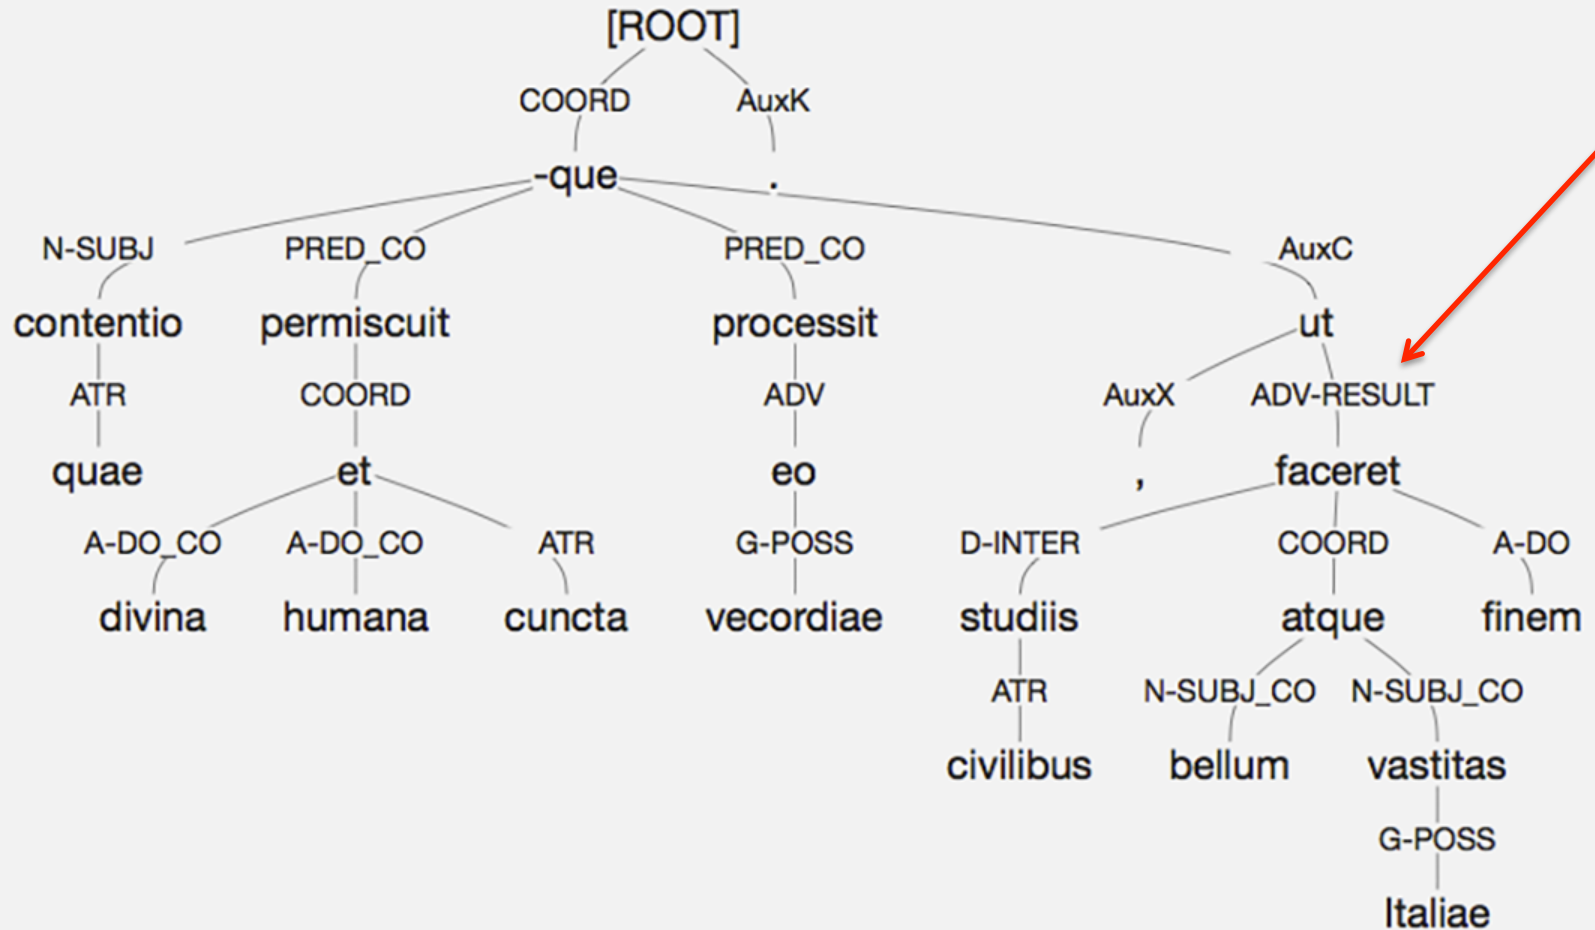 [ROOT]
COORD AuxK
-que .
N-SUBJ PRED_CO PRED_CO AuxC
contentio permiscuit processit ut
ATR COORD ADV AuxX ADV-RESULT
quae et eo , faceret
A-DO_CO A-DO_CO ATR G-POSS D-INTER COORD A-DO
divina humana cuncta vecordiae studiis atque finem
ATR N-SUBJ_CO N-SUBJ_CO
civilibus bellum vastitas
G-POSS
Italiae